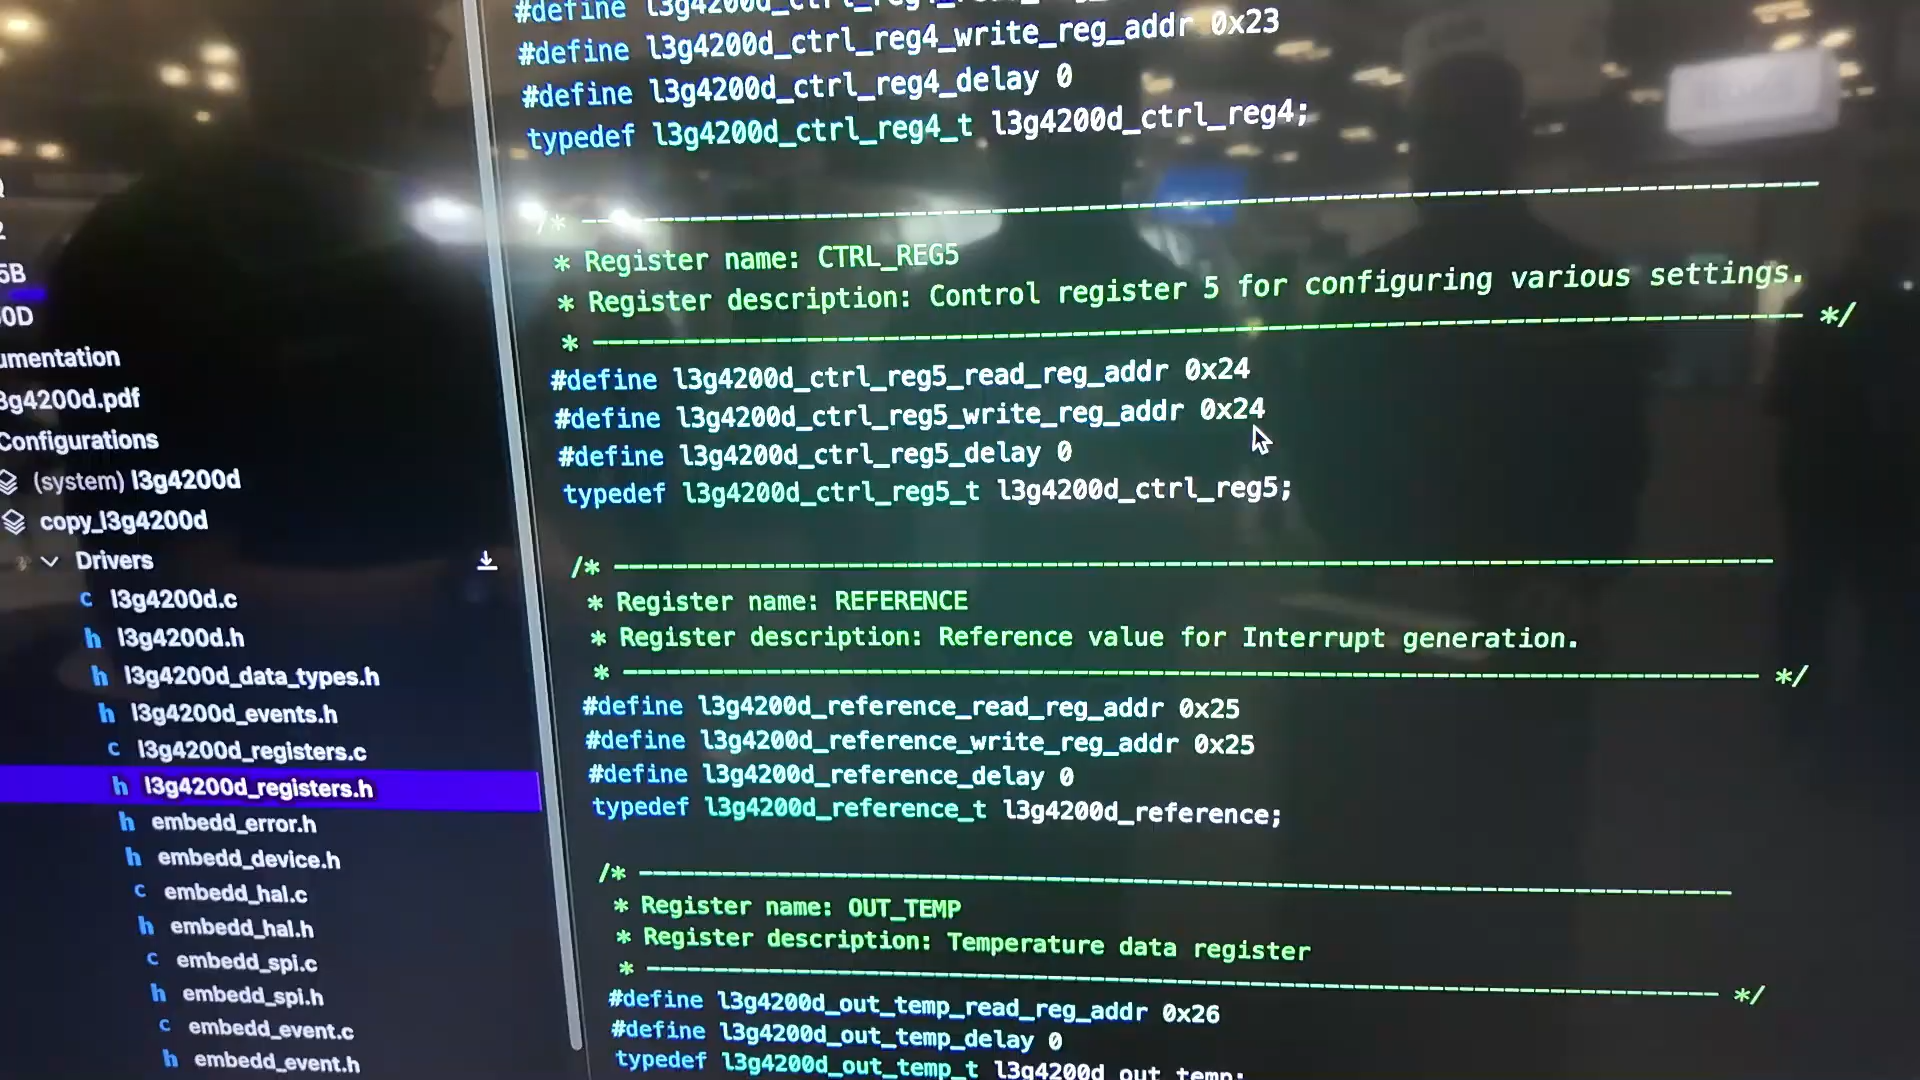 5B
0D
umentation
3g4200d.pdf
Configurations
(system) l3g4200d
copy_l3g4200d
Drivers
c l3g4200d.c
h l3g4200d.h
h l3g4200d_data_types.h
h l3g4200d_events.h
c l3g4200d_registers.c
h l3g4200d_registers.h
h embedd_error.h
h embedd_device.h
c embedd_hal.c
h embedd_hal.h
c embedd_spi.c
h embedd_spi.h
c embedd_event.c
h embedd_event.h
#define
#define l3g4200d_ctrl_reg4_write_reg_addr 0x23
#define l3g4200d_ctrl_reg4_delay 0
typedef l3g4200d_ctrl_reg4_t l3g4200d_ctrl_reg4;
/* ----------------------------------------------------------------
* Register name: CTRL_REG5
* Register description: Control register 5 for configuring various settings.
* ---------------------------------------------------------------- */
#define l3g4200d_ctrl_reg5_read_reg_addr 0x24
#define l3g4200d_ctrl_reg5_write_reg_addr 0x24
#define l3g4200d_ctrl_reg5_delay 0
typedef l3g4200d_ctrl_reg5_t l3g4200d_ctrl_reg5;
/* ----------------------------------------------------------------
* Register name: REFERENCE
* Register description: Reference value for Interrupt generation.
* ---------------------------------------------------------------- */
#define l3g4200d_reference_read_reg_addr 0x25
#define l3g4200d_reference_write_reg_addr 0x25
#define l3g4200d_reference_delay 0
typedef l3g4200d_reference_t l3g4200d_reference;
/* ----------------------------------------------------------------
* Register name: OUT_TEMP
* Register description: Temperature data register
* ---------------------------------------------------------------- */
#define l3g4200d_out_temp_read_reg_addr 0x26
#define l3g4200d_out_temp_delay 0
typedef l3g4200d_out_temp_t l3g4200d_out_temp;